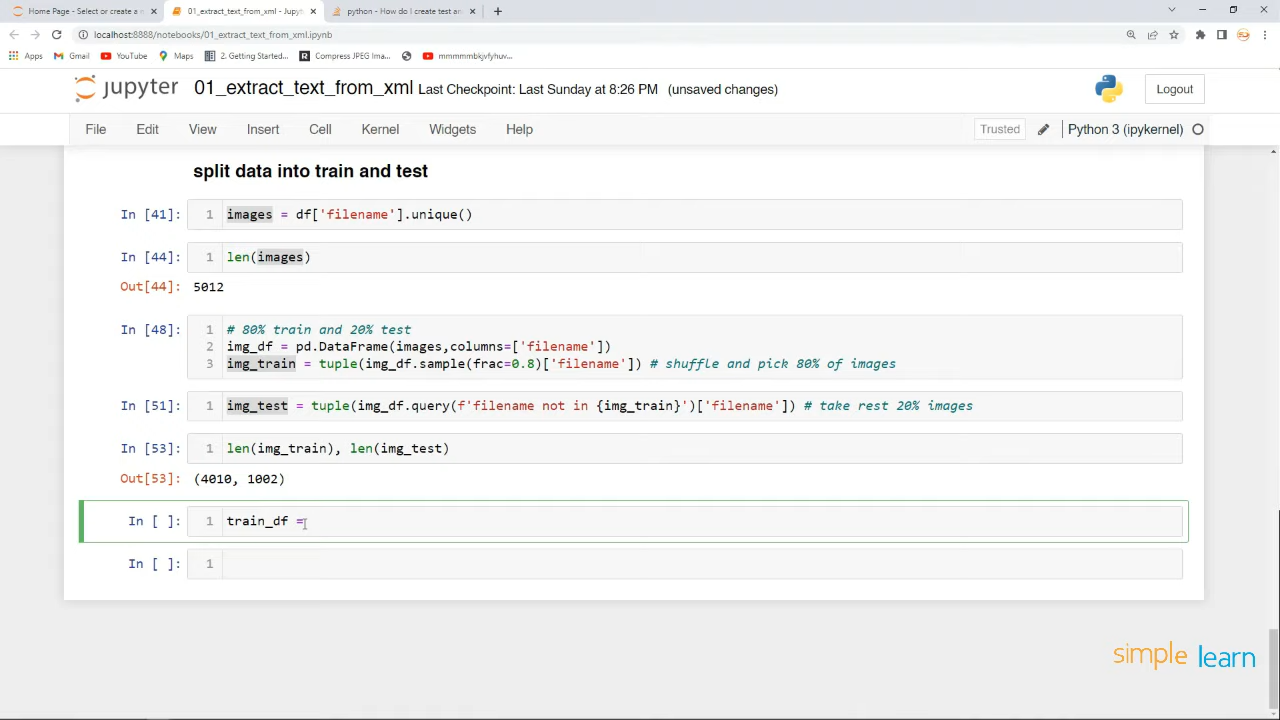 Home Page - Select or create a n
01_extract_text_from_xml - Jupy
python - How do I create test an
localhost:8888/notebooks/01_extract_text_from_xml.ipynb
Apps Gmail YouTube Maps 2. Getting Started... Compress JPEG Ima... mmmmmbkjvfyhuv...
jupyter 01_extract_text_from_xml Last Checkpoint: Last Sunday at 8:26 PM (unsaved changes) Logout
File Edit View Insert Cell Kernel Widgets Help Trusted Python 3 (ipykernel)
split data into train and test
In [41]: 1 images = df['filename'].unique()
In [44]: 1 len(images)
Out[44]: 5012
In [48]: 1 # 80% train and 20% test
2 img_df = pd.DataFrame(images,columns=['filename'])
3 img_train = tuple(img_df.sample(frac=0.8)['filename']) # shuffle and pick 80% of images
In [51]: 1 img_test = tuple(img_df.query(f'filename not in {img_train}')['filename']) # take rest 20% images
In [53]: 1 len(img_train), len(img_test)
Out[53]: (4010, 1002)
In [ ]: 1 train_df =
In [ ]: 1
simplelearn